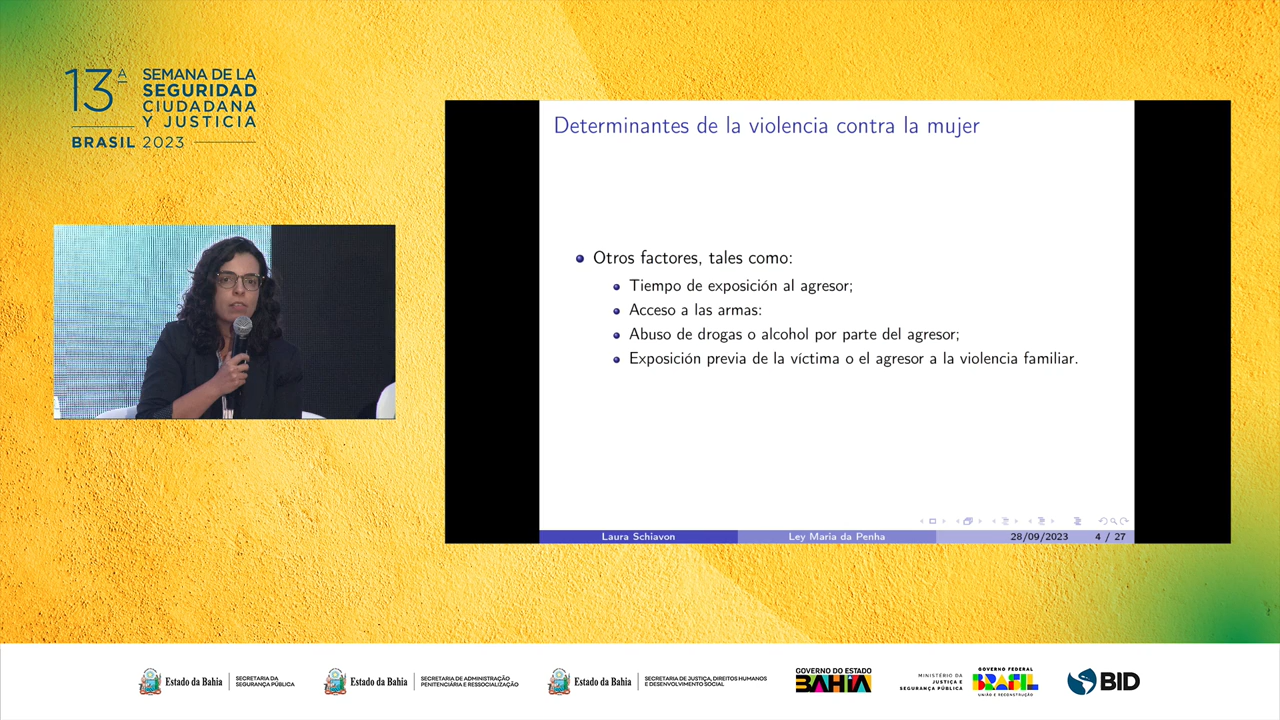 13.ª
SEMANA DE LA
SEGURIDAD
CIUDADANA
Y JUSTICIA
BRASIL 2023
Determinantes de la violencia contra la mujer
Otros factores, tales como:
Tiempo de exposición al agresor;
Acceso a las armas:
Abuso de drogas o alcohol por parte del agresor;
Exposición previa de la víctima o el agresor a la violencia familiar.
Laura Schiavon
Ley Maria da Penha
28/09/2023
4 / 27
Estado da Bahia
SECRETARIA DA
SEGURANÇA PÚBLICA
Estado da Bahia
SECRETARIA DE ADMINISTRAÇÃO
PENITENCIÁRIA E RESSOCIALIZAÇÃO
Estado da Bahia
SECRETARIA DE JUSTIÇA, DIREITOS HUMANOS
E DESENVOLVIMENTO SOCIAL
GOVERNO DO ESTADO
BAHIA
MINISTÉRIO DA
JUSTIÇA E
SEGURANÇA PÚBLICA
GOVERNO FEDERAL
BRASIL
UNIÃO E RECONSTRUÇÃO
BID